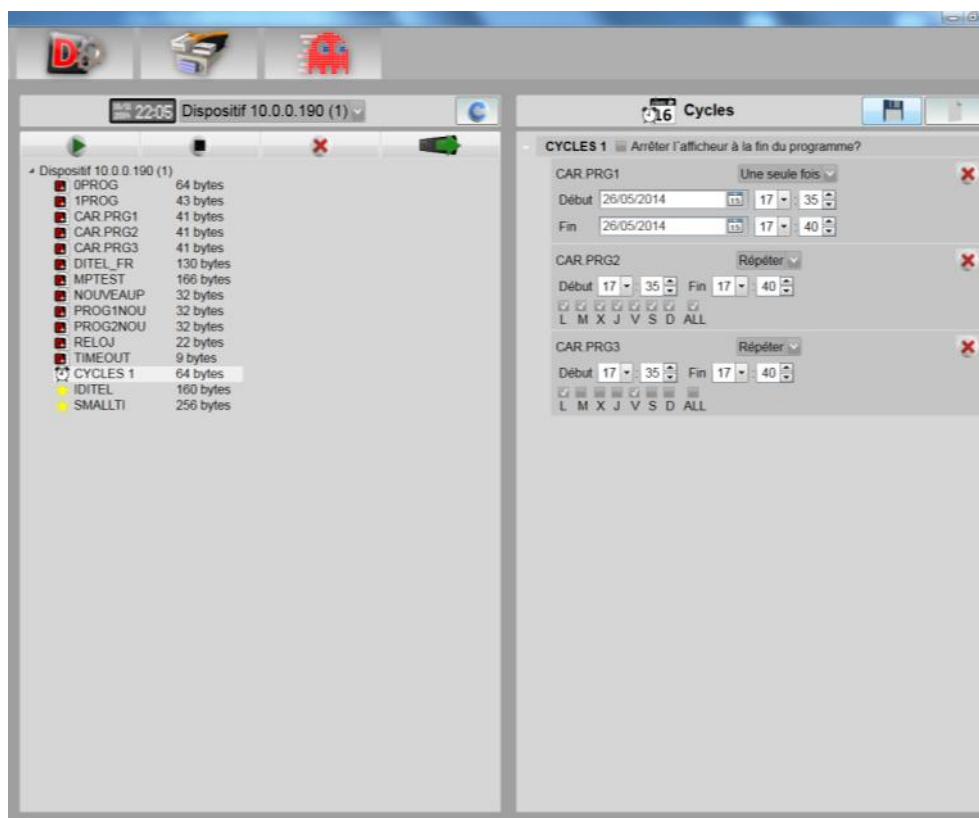 22:05 Dispositif 10.0.0.190 (1)
Dispositif 10.0.0.190 (1)
0PROG 64 bytes
1PROG 43 bytes
CAR.PRG1 41 bytes
CAR.PRG2 41 bytes
CAR.PRG3 41 bytes
DITEL_FR 130 bytes
MPTEST 166 bytes
NOUVEAUP 32 bytes
PROG1NOU 32 bytes
PROG2NOU 32 bytes
RELOJ 22 bytes
TIMEOUT 9 bytes
CYCLES 1 64 bytes
IDITEL 160 bytes
SMALLTI 256 bytes
16 Cycles
CYCLES 1 Arrêter l'afficheur à la fin du programme?
CAR.PRG1 Une seule fois
Début 26/05/2014 15 17 : 35
Fin 26/05/2014 15 17 : 40
CAR.PRG2 Répéter
Début 17 : 35 Fin 17 : 40
L M X J V S D ALL
CAR.PRG3 Répéter
Début 17 : 35 Fin 17 : 40
L M X J V S D ALL